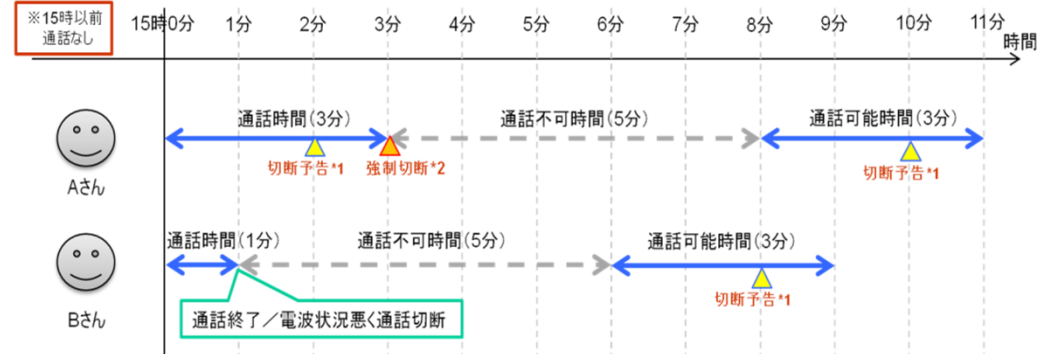 ※15時以前
通話なし
15時0分 1分 2分 3分 4分 5分 6分 7分 8分 9分 10分 11分
時間
通話時間(3分) 通話不可時間(5分) 通話可能時間(3分)
切断予告*1 強制切断*2 切断予告*1
Aさん
通話時間(1分) 通話不可時間(5分) 通話可能時間(3分)
切断予告*1
Bさん
通話終了/電波状況悪く通話切断